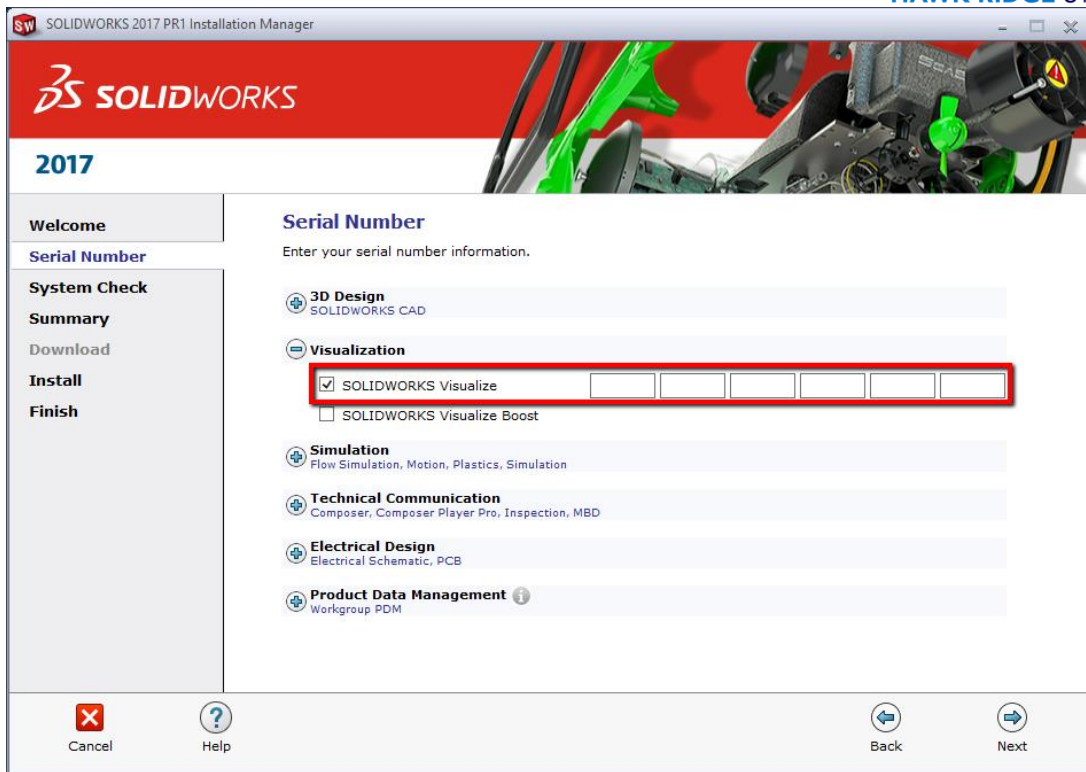 HAWK RIDGE
SW SOLIDWORKS 2017 PR1 Installation Manager
SOLIDWORKS
2017
Welcome
Serial Number
System Check
Summary
Download
Install
Finish
Serial Number
Enter your serial number information.
3D Design
SOLIDWORKS CAD
Visualization
SOLIDWORKS Visualize
SOLIDWORKS Visualize Boost
Simulation
Flow Simulation, Motion, Plastics, Simulation
Technical Communication
Composer, Composer Player Pro, Inspection, MBD
Electrical Design
Electrical Schematic, PCB
Product Data Management
Workgroup PDM
Cancel
Help
Back
Next